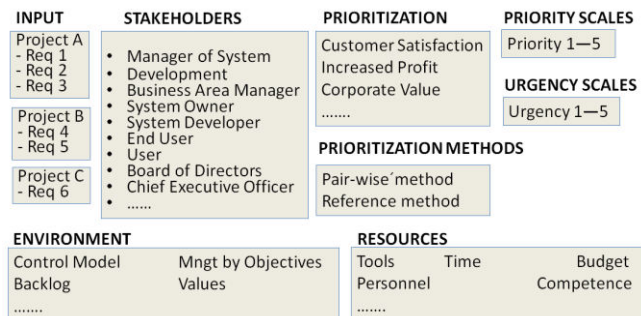 INPUT
Project A
- Req 1
- Req 2
- Req 3
Project B
- Req 4
- Req 5
Project C
- Req 6
STAKEHOLDERS
• Manager of System
• Development
• Business Area Manager
• System Owner
• System Developer
• End User
• User
• Board of Directors
• Chief Executive Officer
• ......
PRIORITIZATION
Customer Satisfaction
Increased Profit
Corporate Value
.......
PRIORITY SCALES
Priority 1—5
URGENCY SCALES
Urgency 1—5
PRIORITIZATION METHODS
Pair-wise´method
Reference method
ENVIRONMENT
Control Model Mngt by Objectives
Backlog Values
.......
RESOURCES
Tools Time Budget
Personnel Competence
.......